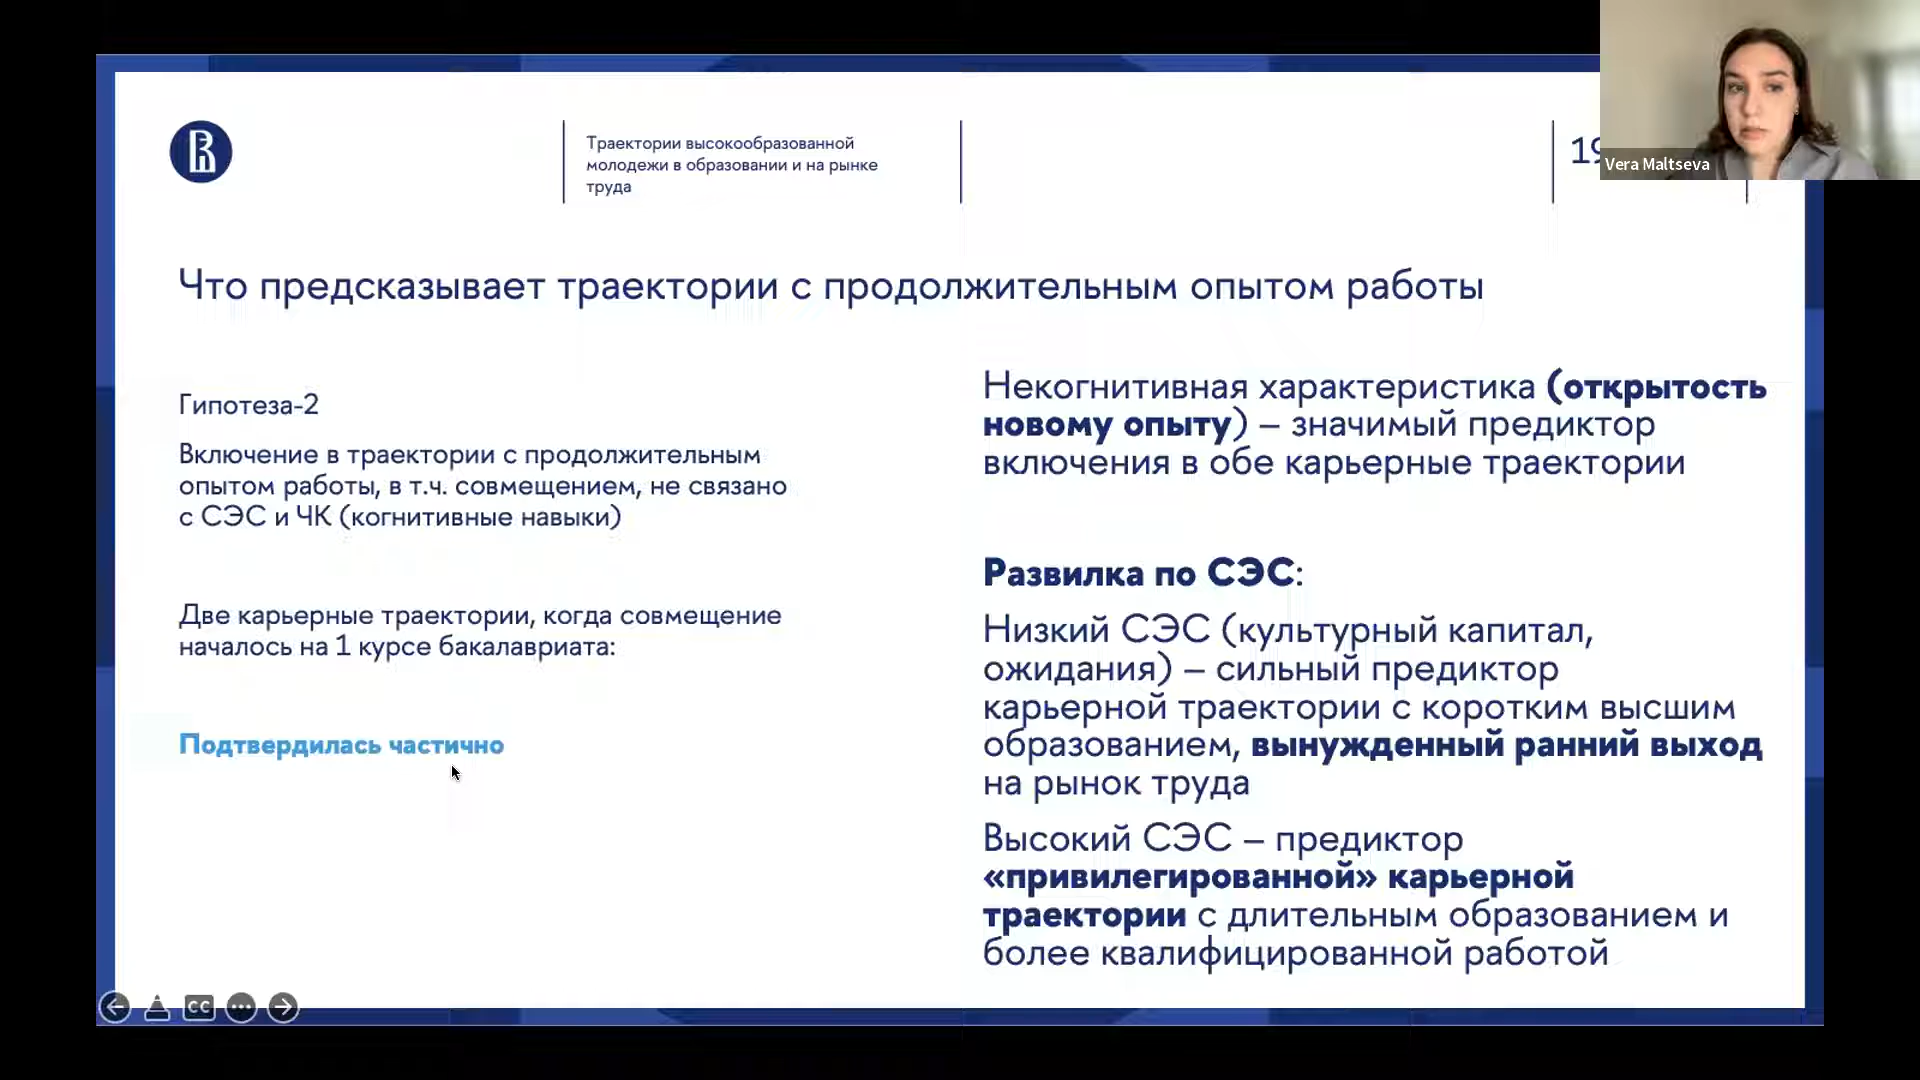 Траектории высокообразованной
молодежи в образовании и на рынке
труда
Vera Maltseva
Что предсказывает траектории с продолжительным опытом работы
Гипотеза-2
Включение в траектории с продолжительным
опытом работы, в т.ч. совмещением, не связано
с СЭС и ЧК (когнитивные навыки)
Две карьерные траектории, когда совмещение
началось на 1 курсе бакалавриата:
Подтвердилась частично
Некогнитивная характеристика (открытость
новому опыту) – значимый предиктор
включения в обе карьерные траектории
Развилка по СЭС:
Низкий СЭС (культурный капитал,
ожидания) – сильный предиктор
карьерной траектории с коротким высшим
образованием, вынужденный ранний выход
на рынок труда
Высокий СЭС – предиктор
«привилегированной» карьерной
траектории с длительным образованием и
более квалифицированной работой
CC